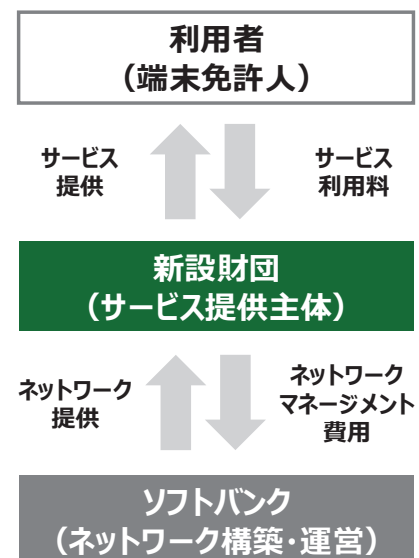 利用者
（端末免許人）
サービス
提供
サービス
利用料
新設財団
（サービス提供主体）
ネットワーク
提供
ネットワーク
マネージメント
費用
ソフトバンク
（ネットワーク構築・運営）